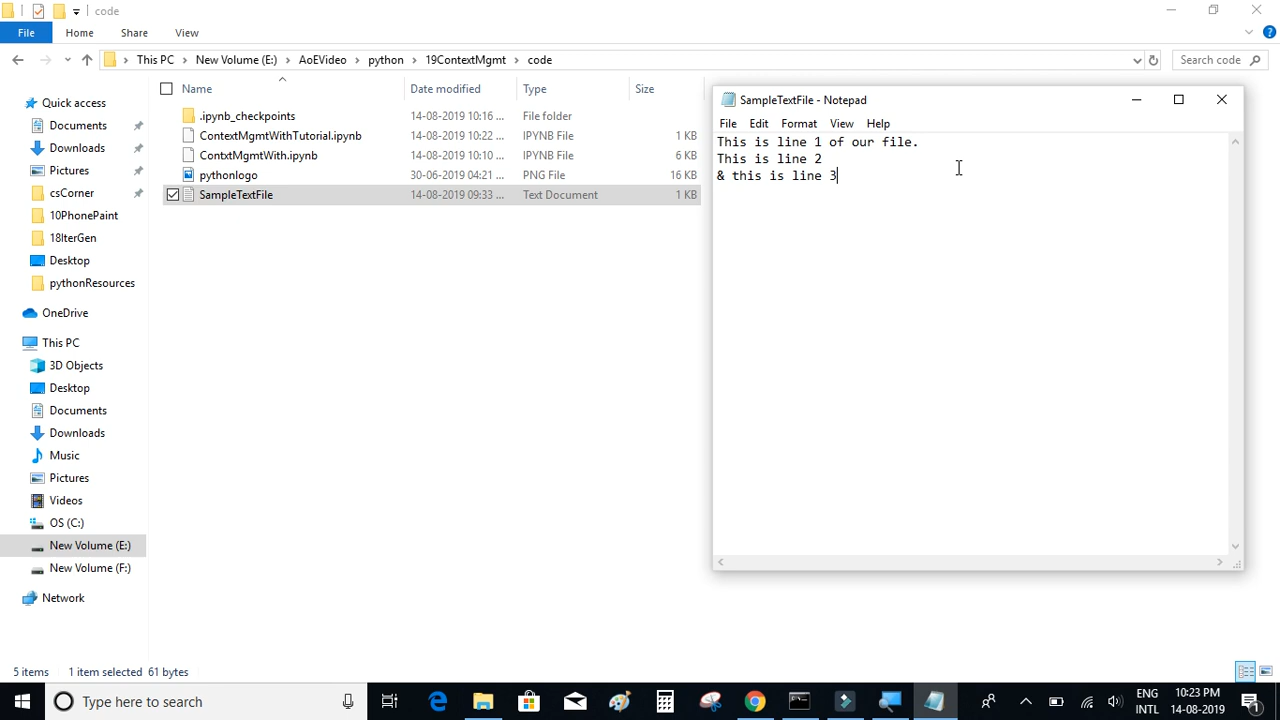 code
File
Home
Share
View
This PC
New Volume (E:)
AoEVideo
python
19ContextMgmt
code
Search code
Name
Date modified
Type
Size
.ipynb_checkpoints
14-08-2019 10:16 ...
File folder
ContextMgmtWithTutorial.ipynb
14-08-2019 10:22 ...
IPYNB File
1 KB
ContxtMgmtWith.ipynb
14-08-2019 10:10 ...
IPYNB File
6 KB
pythonlogo
30-06-2019 04:21 ...
PNG File
16 KB
SampleTextFile
14-08-2019 09:33 ...
Text Document
1 KB
Quick access
Documents
Downloads
Pictures
csCorner
10PhonePaint
18IterGen
Desktop
pythonResources
OneDrive
This PC
3D Objects
Desktop
Documents
Downloads
Music
Pictures
Videos
OS (C:)
New Volume (E:)
New Volume (F:)
Network
SampleTextFile - Notepad
File Edit Format View Help
This is line 1 of our file.
This is line 2
& this is line 3
5 items
1 item selected 61 bytes
Type here to search
ENG
INTL
10:23 PM
14-08-2019
1